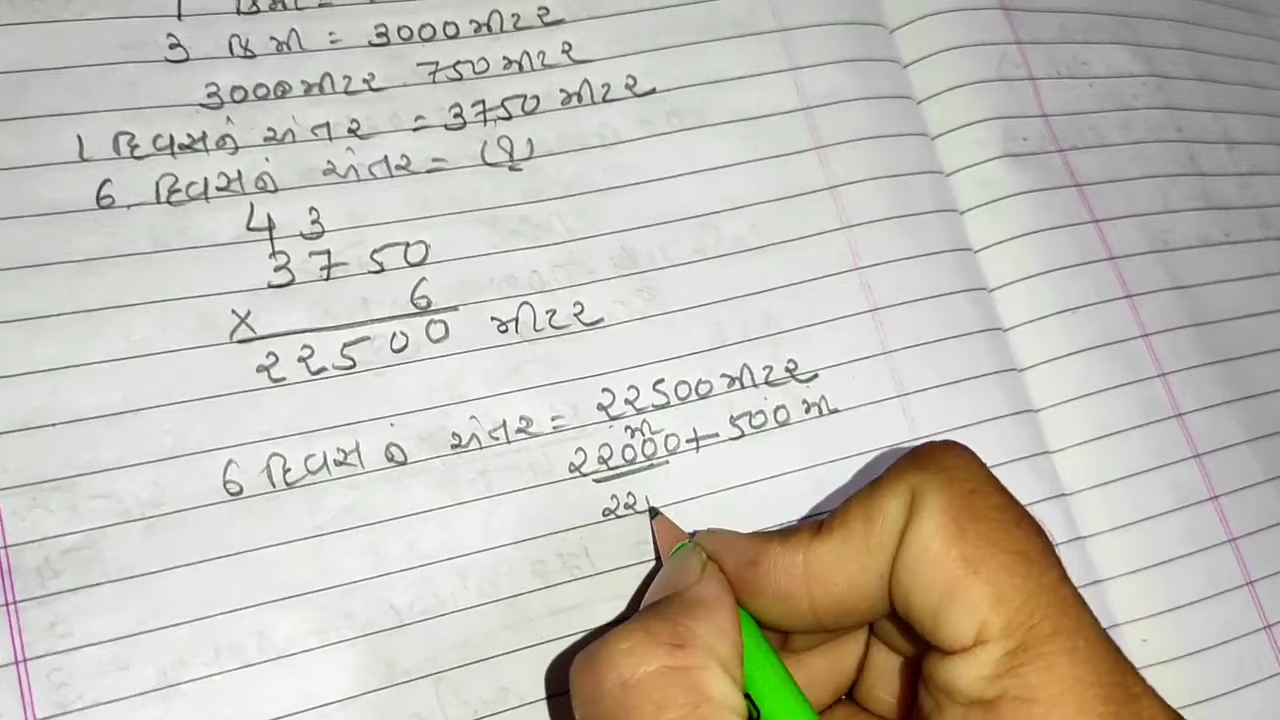 3 કિમી = 3000 મીટર
3000 મીટર 750 મીટર
1 દિવસનું અંતર = 3750 મીટર
6 દિવસનું અંતર = (?)
4 3
3750
× 6
22500 મીટર
6 દિવસનું અંતર = 22500 મીટર
22000 મી + 500 મી
22